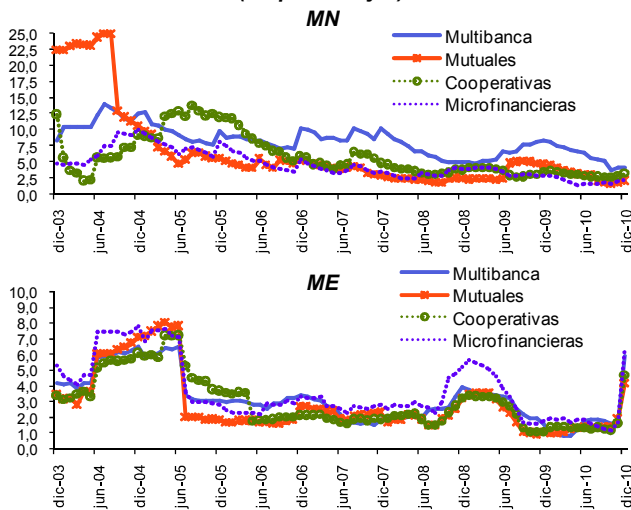 MN
25,0
22,5
20,0
17,5
15,0
12,5
10,0
7,5
5,0
2,5
0,0
Multibanca
Mutuales
Cooperativas
Microfinancieras
dic-03
jun-04
dic-04
jun-05
dic-05
jun-06
dic-06
jun-07
dic-07
jun-08
dic-08
jun-09
dic-09
jun-10
dic-10
ME
10,0
9,0
8,0
7,0
6,0
5,0
4,0
3,0
2,0
1,0
0,0
Multibanca
Mutuales
Cooperativas
Microfinancieras
dic-03
jun-04
dic-04
jun-05
dic-05
jun-06
dic-06
jun-07
dic-07
jun-08
dic-08
jun-09
dic-09
jun-10
dic-10